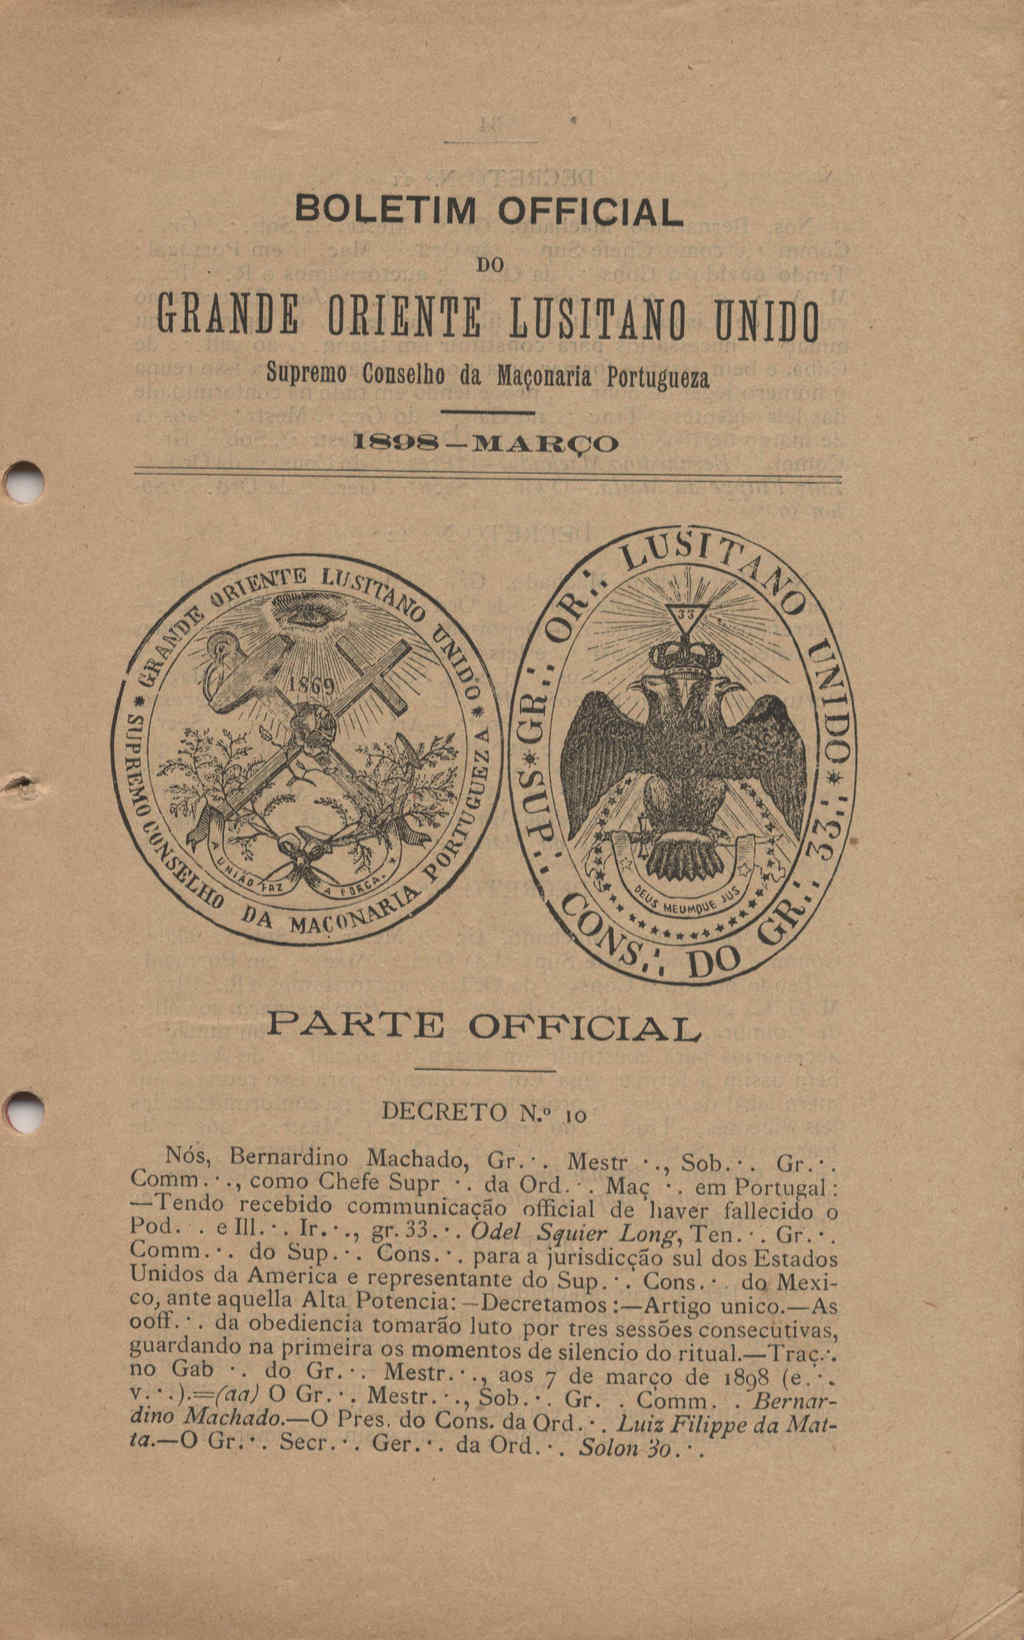 BOLETIM OFFICIAL
DO
GRANDE ORIENTE LUSITANO UNIDO
Supremo Conselho da Maçonaria Portugueza
1898—MARÇO
GRANDE ORIENTE LUSITANO UNIDO * SUPREMO CONSELHO DA MAÇONARIA PORTUGUEZA *
1869
A UNIÃO FAZ A FORÇA.
SUP∴ CONS∴ DO GR∴ 33∴ * GR∴ OR∴ LUSITANO UNIDO *
33
DEUS MEUMQUE JUS
PARTE OFFICIAL
DECRETO N.º 10
Nós, Bernardino Machado, Gr.·. Mestr ·., Sob.·. Gr.·.
Comm.·., como Chefe Supr ·. da Ord.·. Maç ·. em Portugal:
—Tendo recebido communicação official de haver fallecido o
Pod. . e Ill.·. Ir.·., gr. 33.·. Odel Squier Long, Ten.·. Gr.·.
Comm.·. do Sup.·. Cons.·. para a jurisdicção sul dos Estados
Unidos da America e representante do Sup.·. Cons.·. do Mexi-
co, ante aquella Alta Potencia:—Decretamos:—Artigo unico.—As
ooff.·. da obediencia tomarão luto por tres sessões consecutivas,
guardando na primeira os momentos de silencio do ritual.—Traç.·.
no Gab ·. do Gr.·. Mestr.·., aos 7 de março de 1898 (e.·.
v.·.).=(aa) O Gr.·. Mestr.·., Sob.·. Gr. . Comm. . Bernar-
dino Machado.—O Pres. do Cons. da Ord.·. Luiz Filippe da Mat-
ta.—O Gr.·. Secr.·. Ger.·. da Ord.·. Solon 30.·.